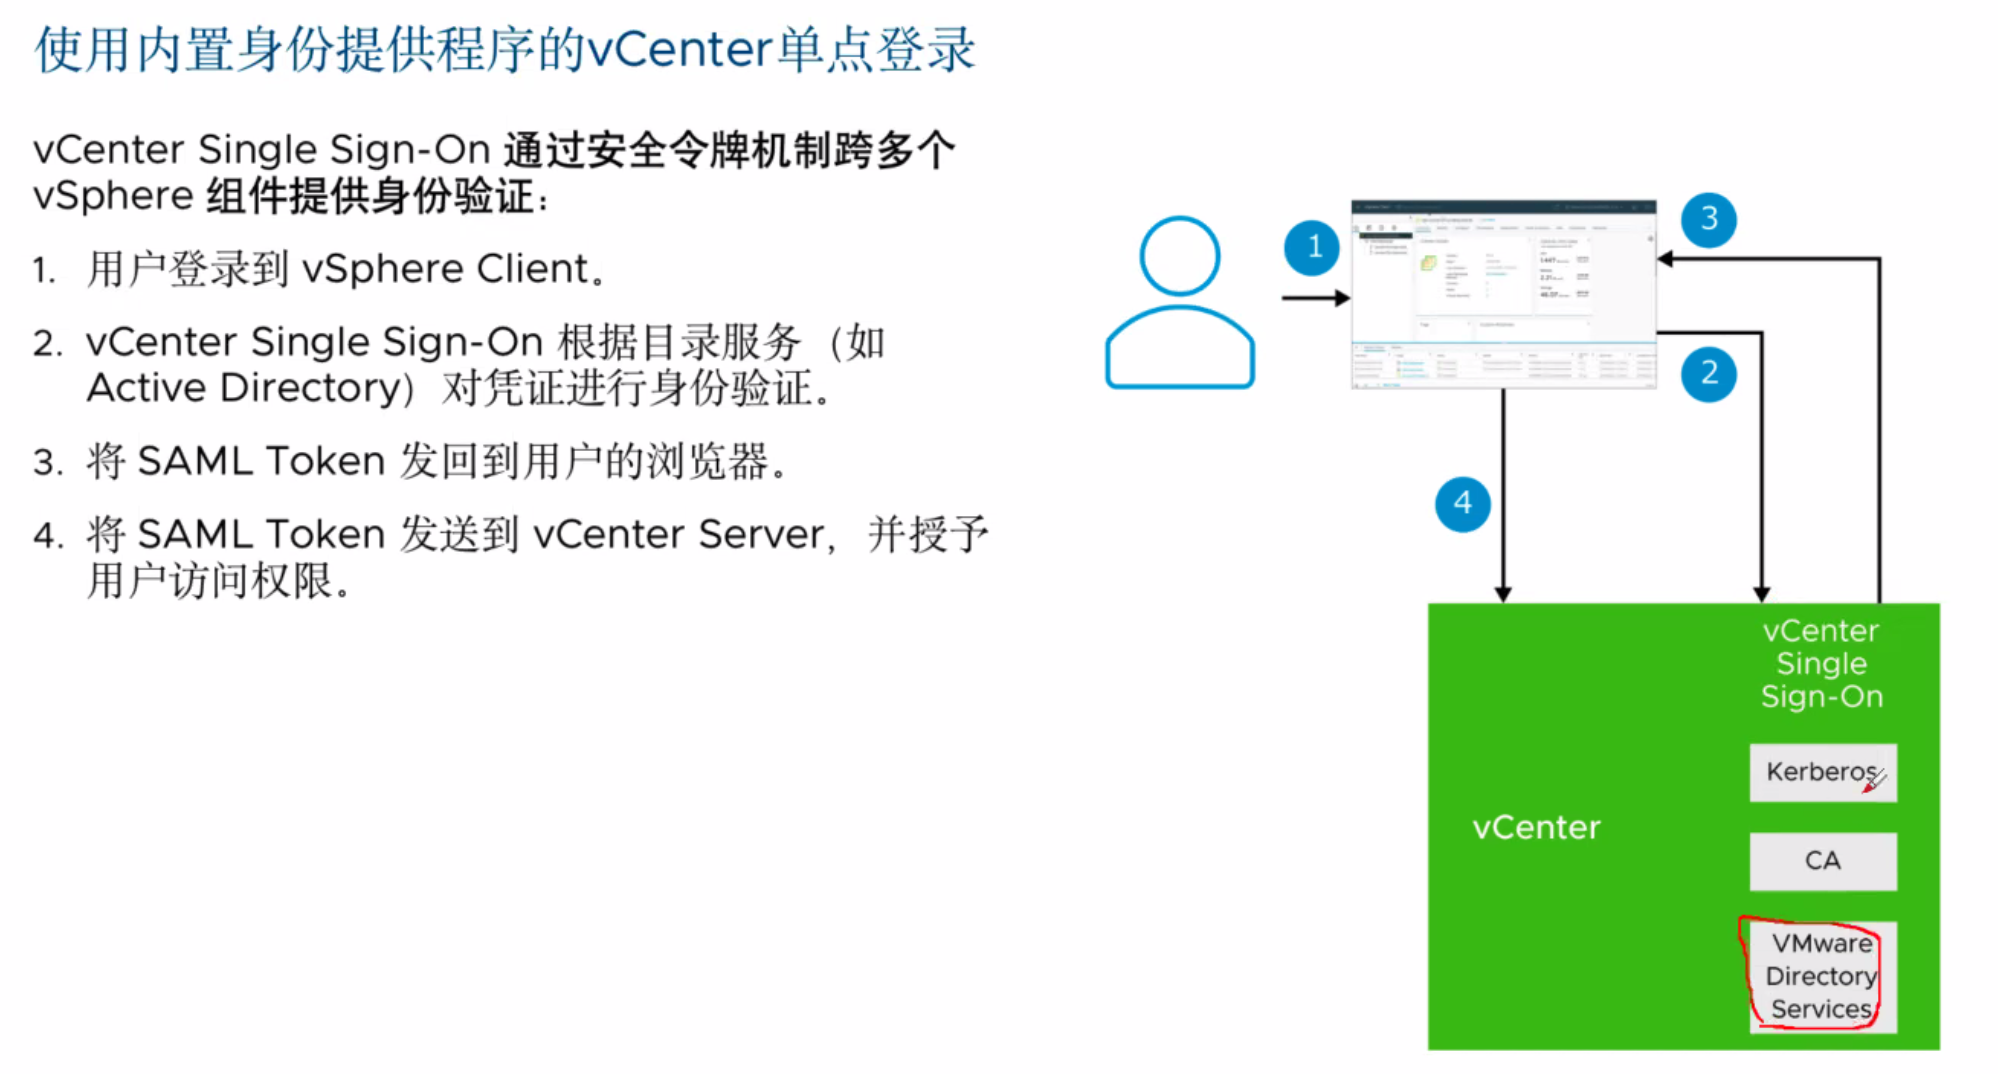 使用内置身份提供程序的vCenter单点登录
vCenter Single Sign-On 通过安全令牌机制跨多个
vSphere 组件提供身份验证：
1. 用户登录到 vSphere Client。
2. vCenter Single Sign-On 根据目录服务（如
Active Directory）对凭证进行身份验证。
3. 将 SAML Token 发回到用户的浏览器。
4. 将 SAML Token 发送到 vCenter Server，并授予
用户访问权限。
1
3
2
4
vCenter
Single
Sign-On
Kerberos
vCenter
CA
VMware
Directory
Services